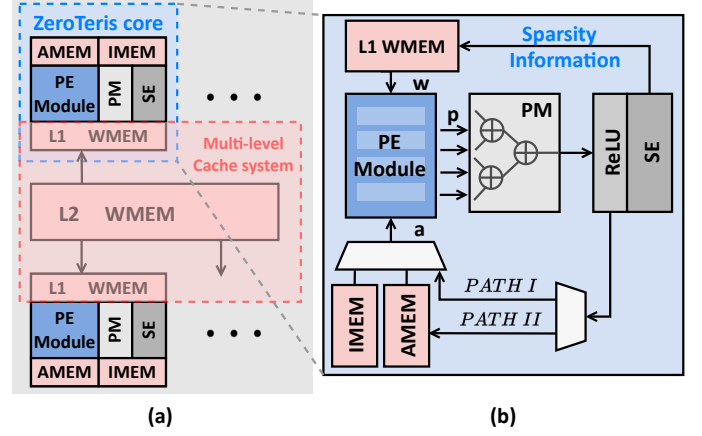 ZeroTeris core
AMEM IMEM
PE Module PM SE
L1 WMEM
• • •
Multi-level
Cache system
L2 WMEM
L1 WMEM
PE Module PM SE
• • •
AMEM IMEM
(a)
L1 WMEM
Sparsity
Information
w
PE
Module
p
PM
ReLU
SE
a
IMEM
AMEM
PATH I
PATH II
(b)